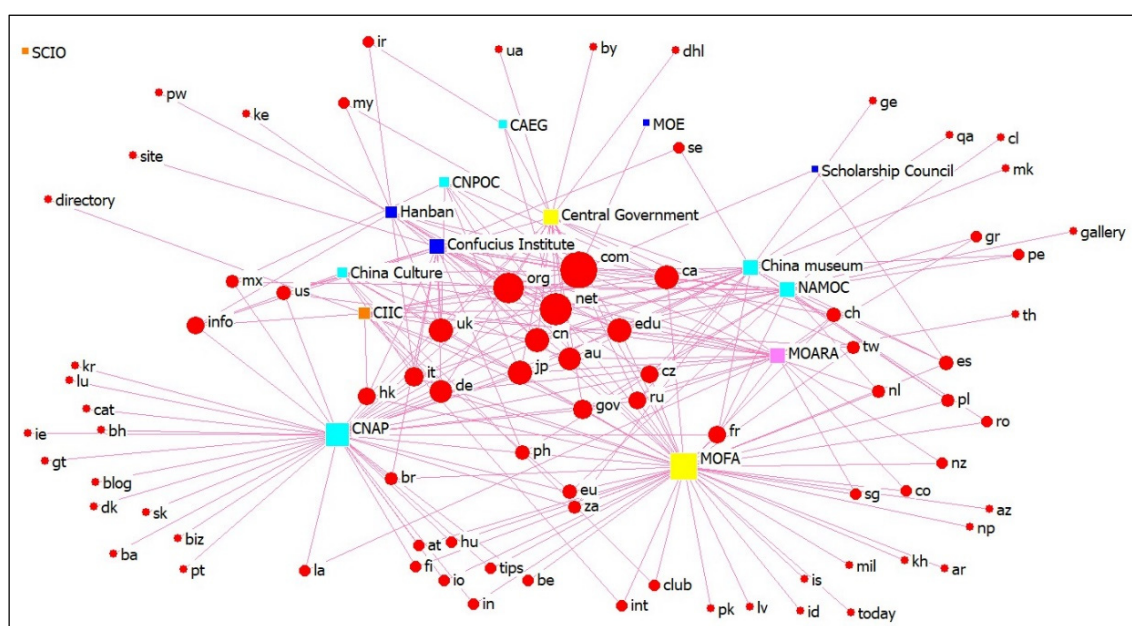 ir
ua
by
dhl
SCIO
pw
my
ke
ge
CAEG
MOE
qa
cl
site
se
mk
Scholarship Council
CNPOC
directory
Hanban
Central Government
gr
gallery
Confucius Institute
pe
com
China Culture
China museum
ca
mx
org
us
NAMOC
net
CIIC
ch
th
info
uk
edu
cn
tw
MOARA
au
es
kr
it
jp
cz
lu
de
nl
hk
ru
pl
cat
gov
ro
bh
CNAP
fr
ie
gt
ph
MOFA
nz
br
blog
eu
sg
co
dk
za
az
sk
np
biz
at
hu
ba
fi
tips
kh
pt
la
io
be
club
is
mil
ar
in
int
pk
lv
id
today